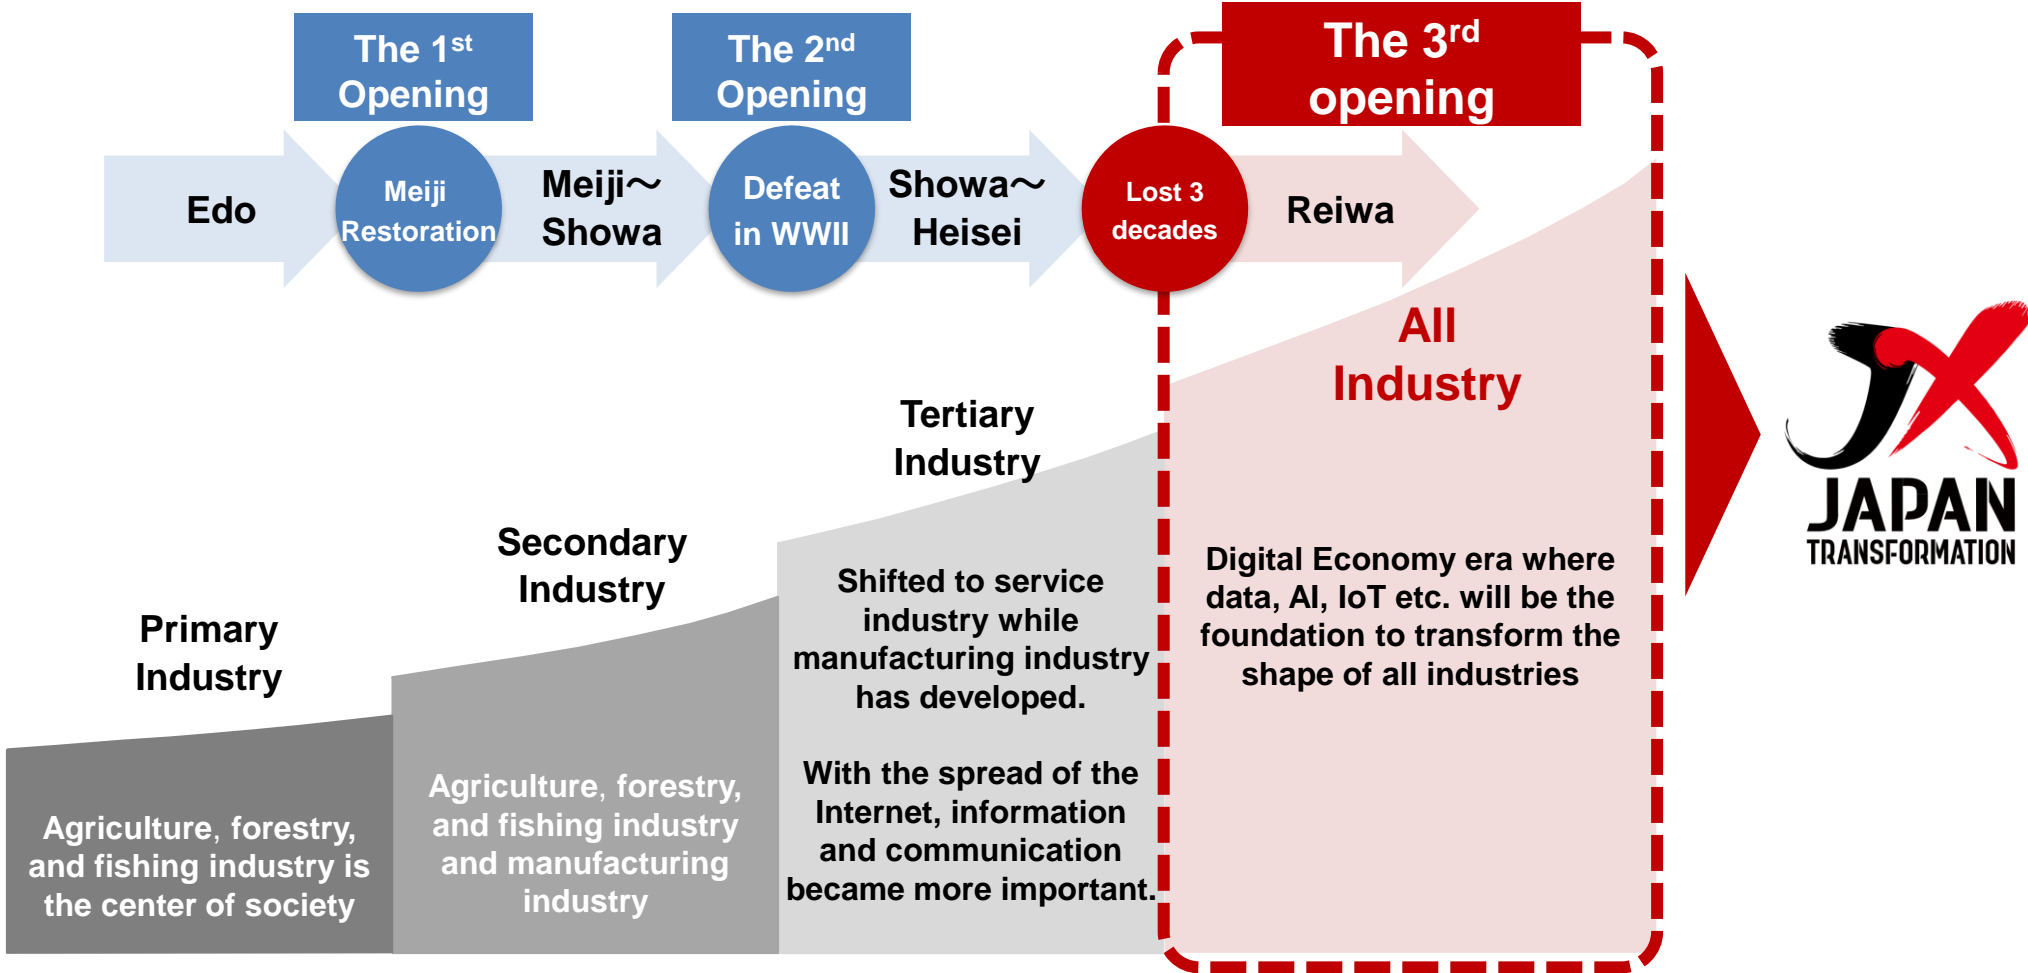 The 1st
Opening
The 2nd
Opening
The 3rd
opening
Edo
Meiji
Restoration
Meiji～
Showa
Defeat
in WWII
Showa～
Heisei
Lost 3
decades
Reiwa
All
Industry
Tertiary
Industry
Secondary
Industry
Primary
Industry
Agriculture, forestry,
and fishing industry is
the center of society
Agriculture, forestry,
and fishing industry
and manufacturing
industry
Shifted to service
industry while
manufacturing industry
has developed.
With the spread of the
Internet, information
and communication
became more important.
Digital Economy era where
data, AI, IoT etc. will be the
foundation to transform the
shape of all industries
JX
JAPAN
TRANSFORMATION